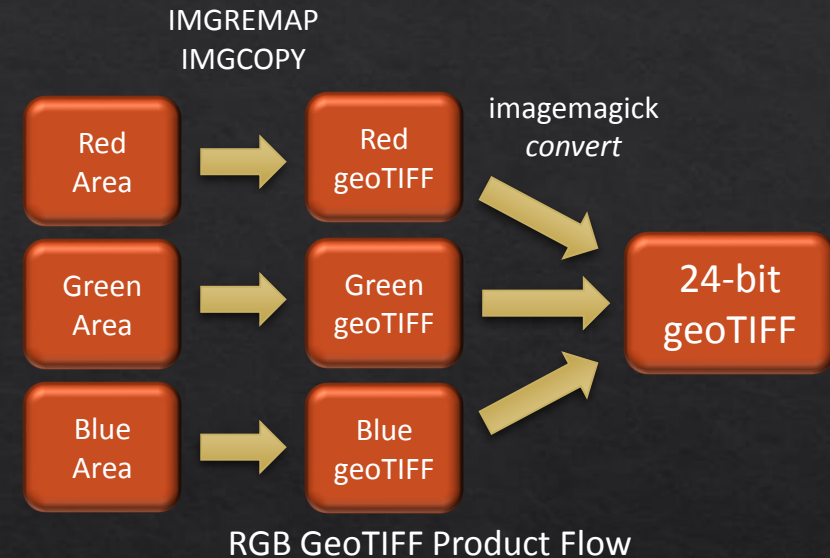 IMGREMAP
IMGCOPY
imagemagick
convert
Red
Area
Red
geoTIFF
Green
Area
Green
geoTIFF
24-bit
geoTIFF
Blue
Area
Blue
geoTIFF
RGB GeoTIFF Product Flow